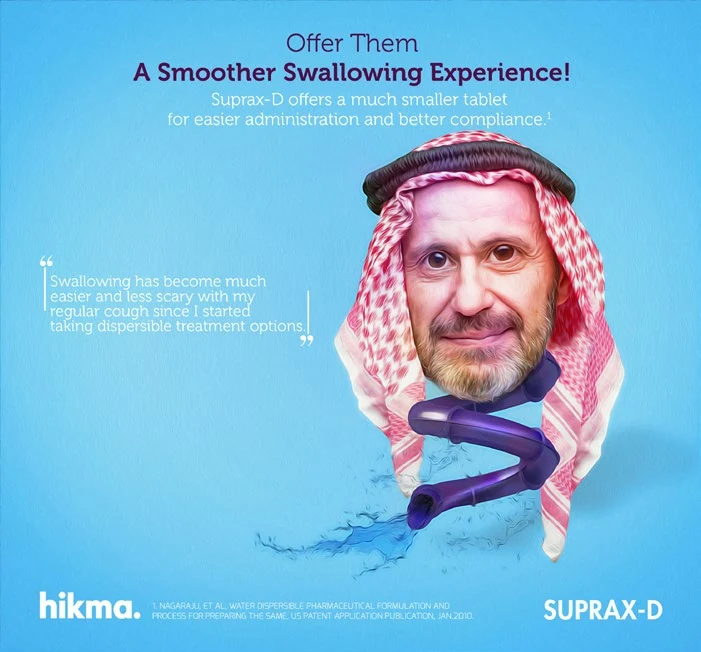 Offer Them
A Smoother Swallowing Experience!
Suprax-D offers a much smaller tablet
for easier administration and better compliance.¹
“Swallowing has become much
easier and less scary with my
regular cough since I started
taking dispersible treatment options.”
hikma.
1. NAGARAJU, ET AL, WATER DISPERSIBLE PHARMACEUTICAL FORMULATION AND
PROCESS FOR PREPARING THE SAME, US PATENT APPLICATION PUBLICATION, JAN,2010.
SUPRAX-D